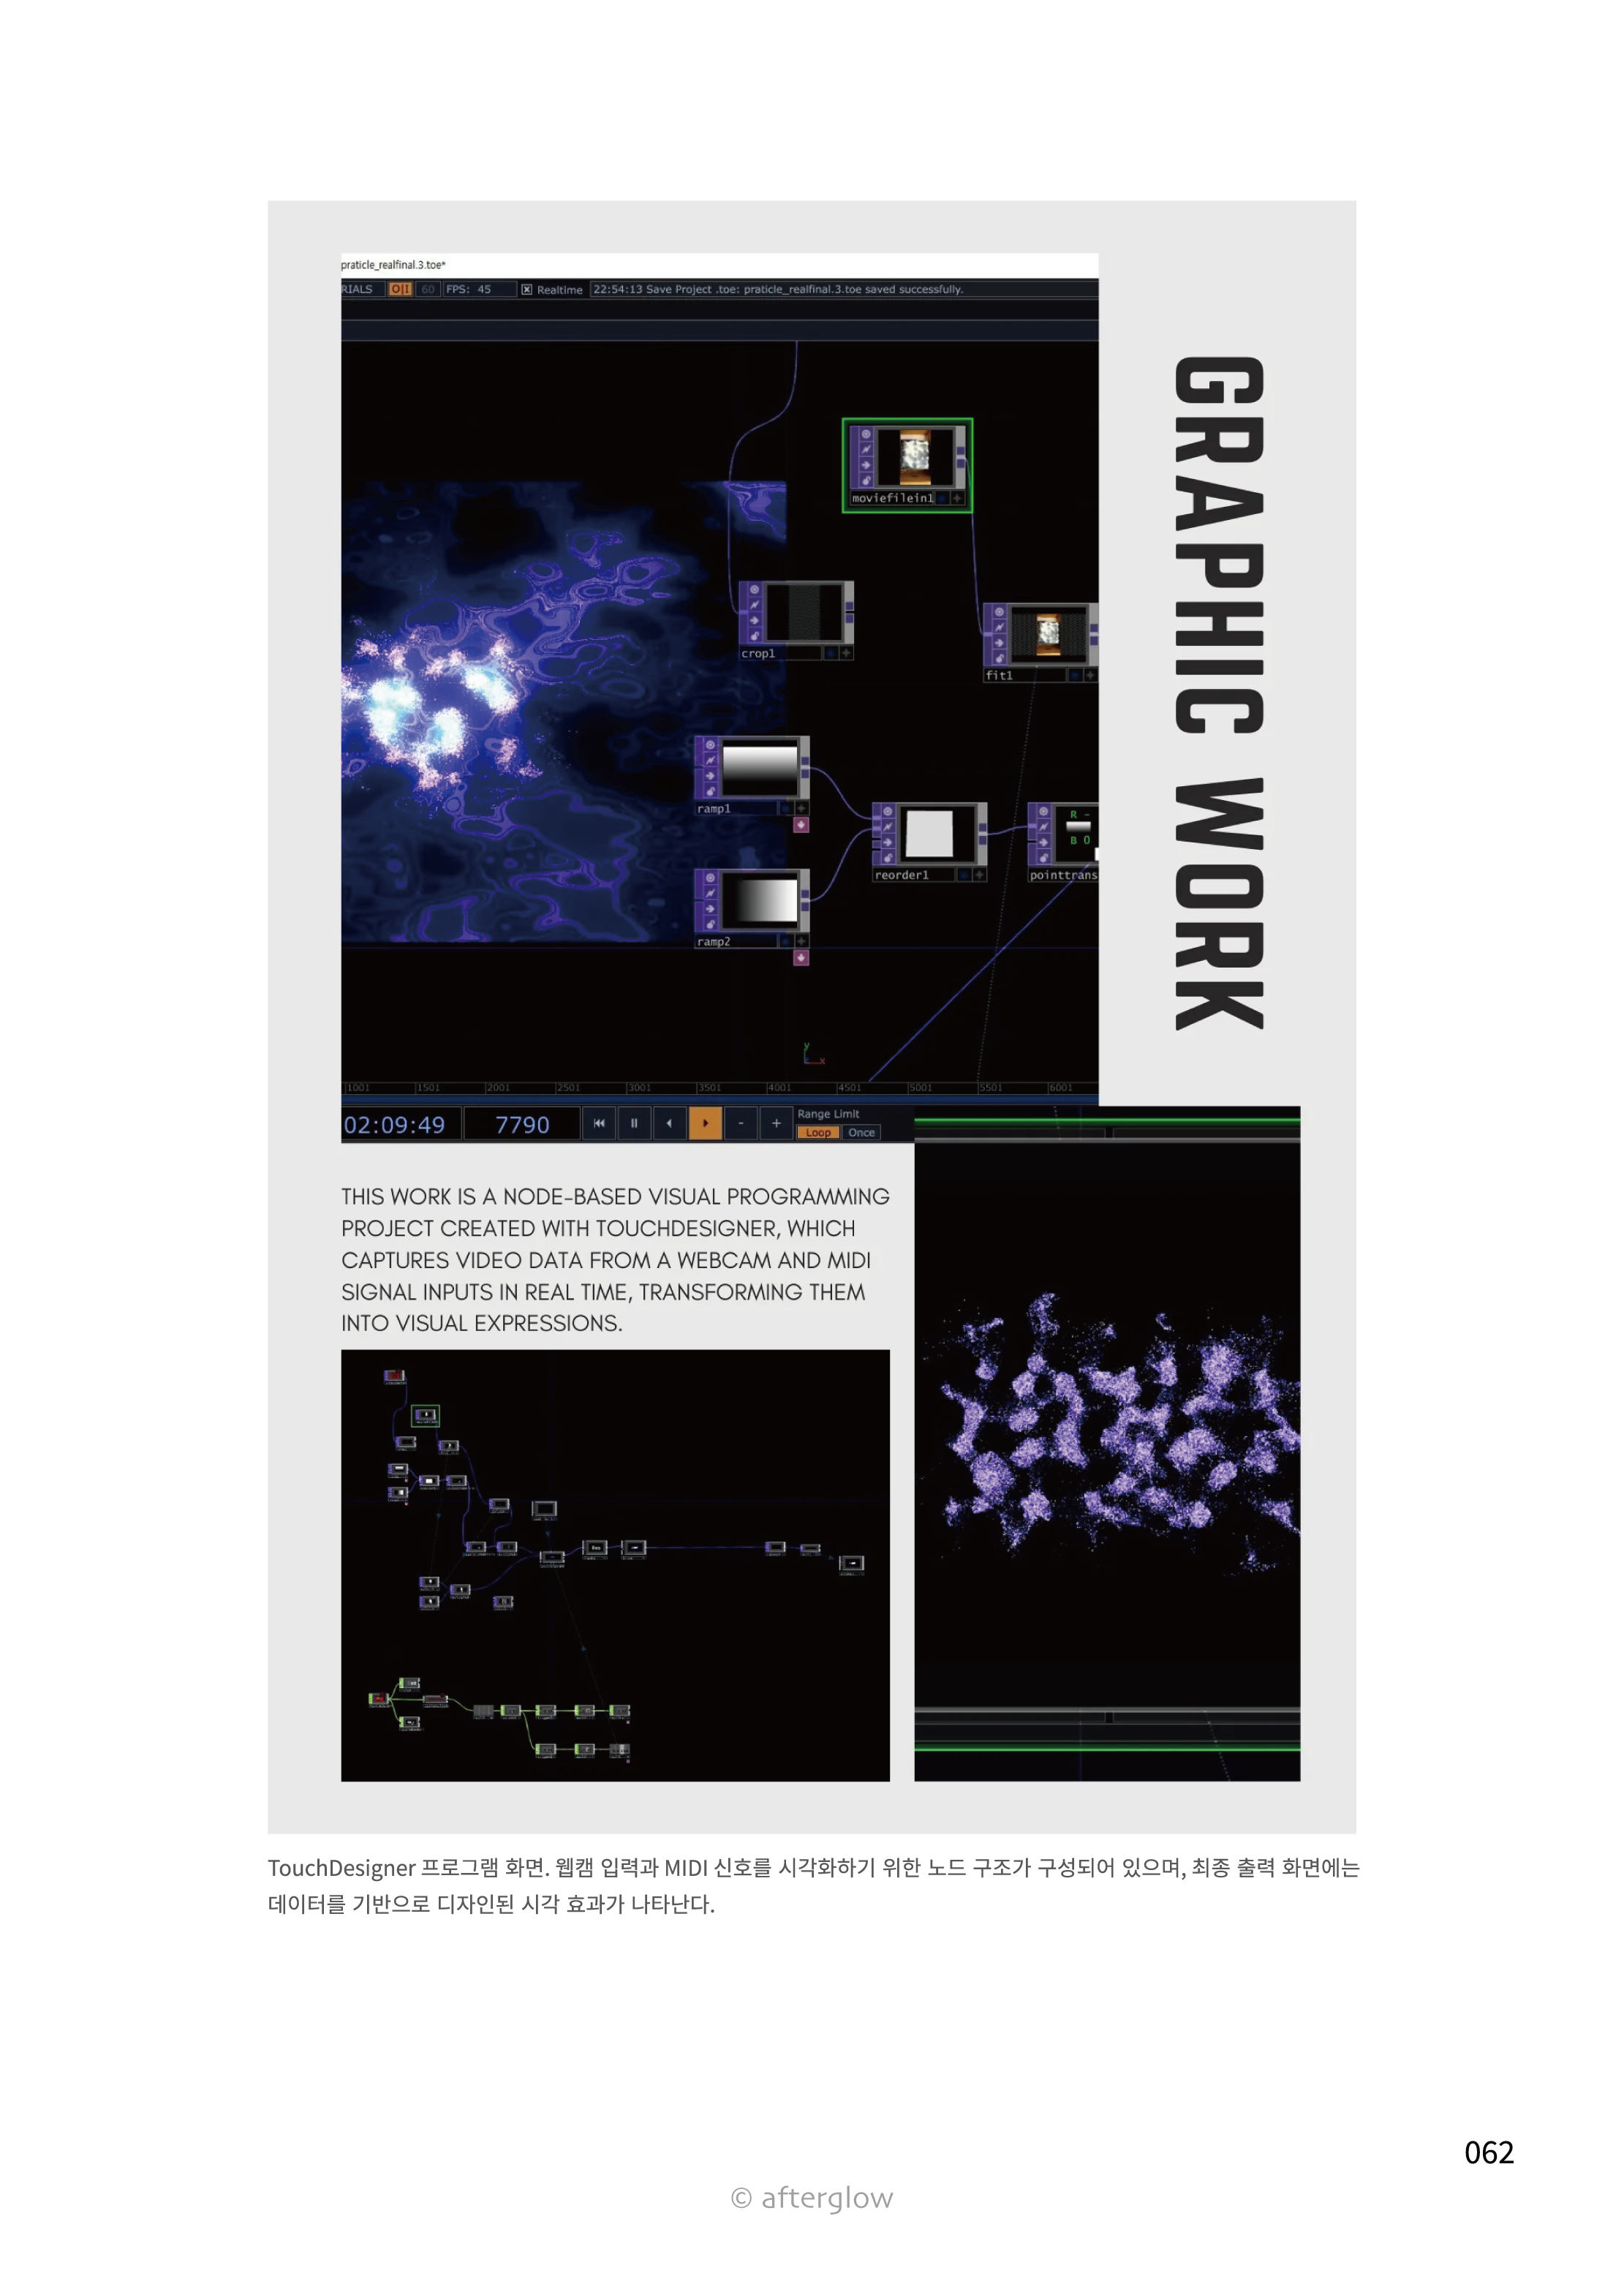 praticle_realfinal.3.toe*
RIALS O|I 60 FPS: 45 Realtime 22:54:13 Save Project .toe: praticle_realfinal.3.toe saved successfully.
GRAPHIC WORK
moviefilein1
crop1
fit1
ramp1
R -
B 0
reorder1
pointtrans
ramp2
y
x
1001 1501 2001 2501 3001 3501 4001 4501 5001 5501 6001
02:09:49 7790 - + Range Limit
Loop Once
THIS WORK IS A NODE-BASED VISUAL PROGRAMMING
PROJECT CREATED WITH TOUCHDESIGNER, WHICH
CAPTURES VIDEO DATA FROM A WEBCAM AND MIDI
SIGNAL INPUTS IN REAL TIME, TRANSFORMING THEM
INTO VISUAL EXPRESSIONS.
TouchDesigner 프로그램 화면. 웹캠 입력과 MIDI 신호를 시각화하기 위한 노드 구조가 구성되어 있으며, 최종 출력 화면에는
데이터를 기반으로 디자인된 시각 효과가 나타난다.
062
© afterglow